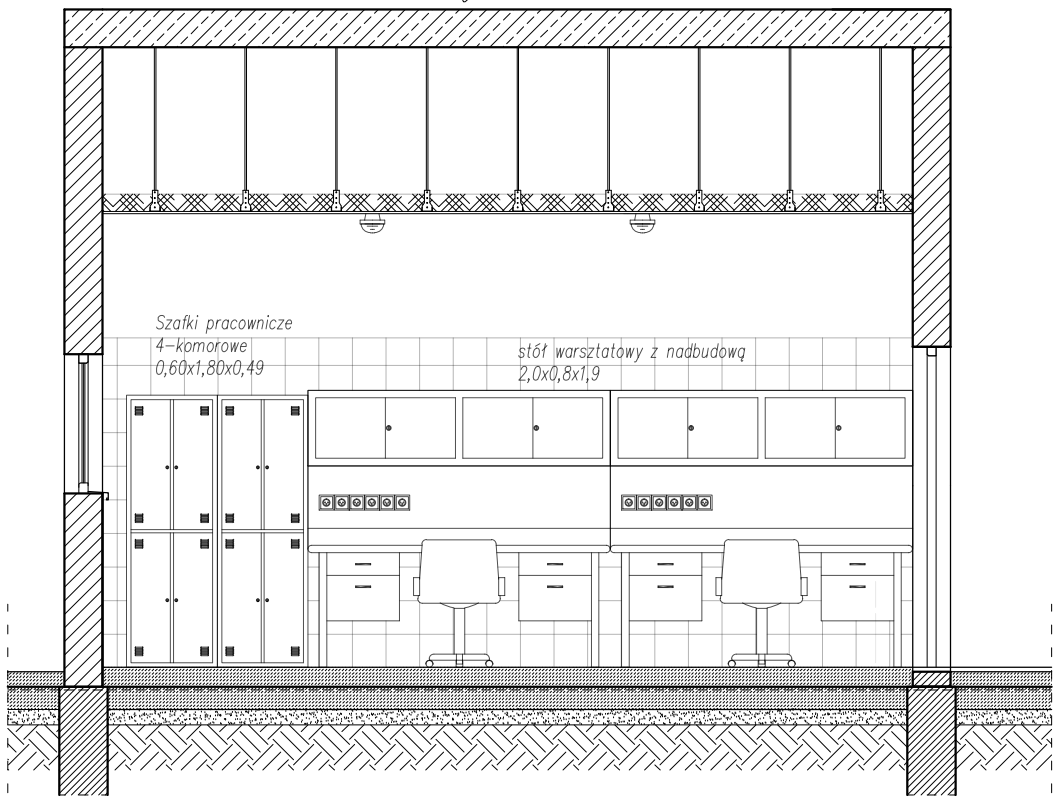 Szafki pracownicze
4-komorowe
0,60x1,80x0,49
stół warsztatowy z nadbudową
2,0x0,8x1,9